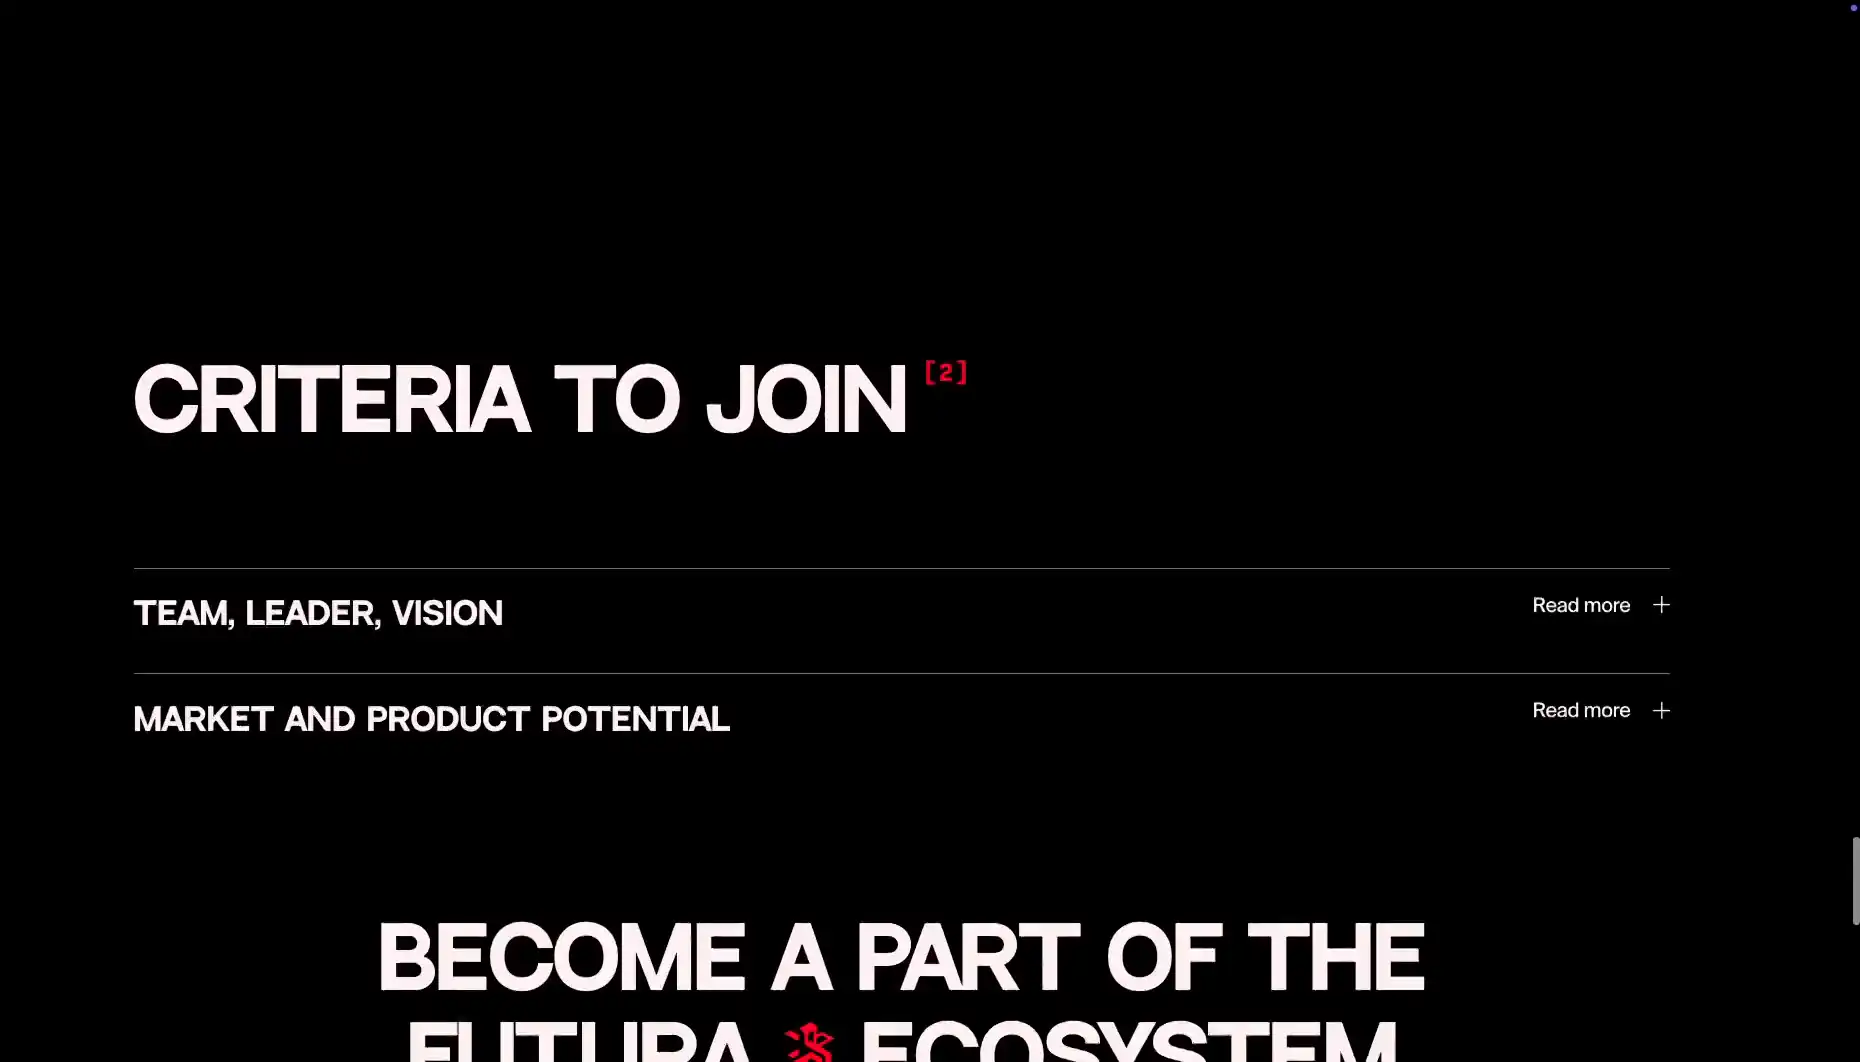 CRITERIA TO JOIN [2]
TEAM, LEADER, VISION
Read more
MARKET AND PRODUCT POTENTIAL
Read more
BECOME A PART OF THE
FUTURA ECOSYSTEM